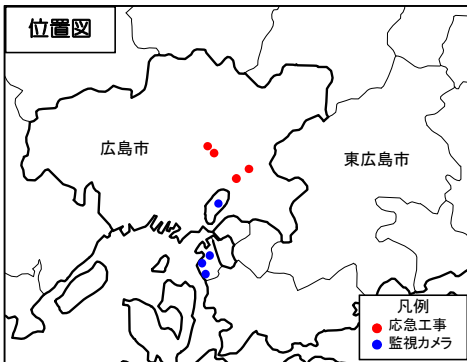 位置図
広島市
東広島市
凡例
応急工事
監視カメラ